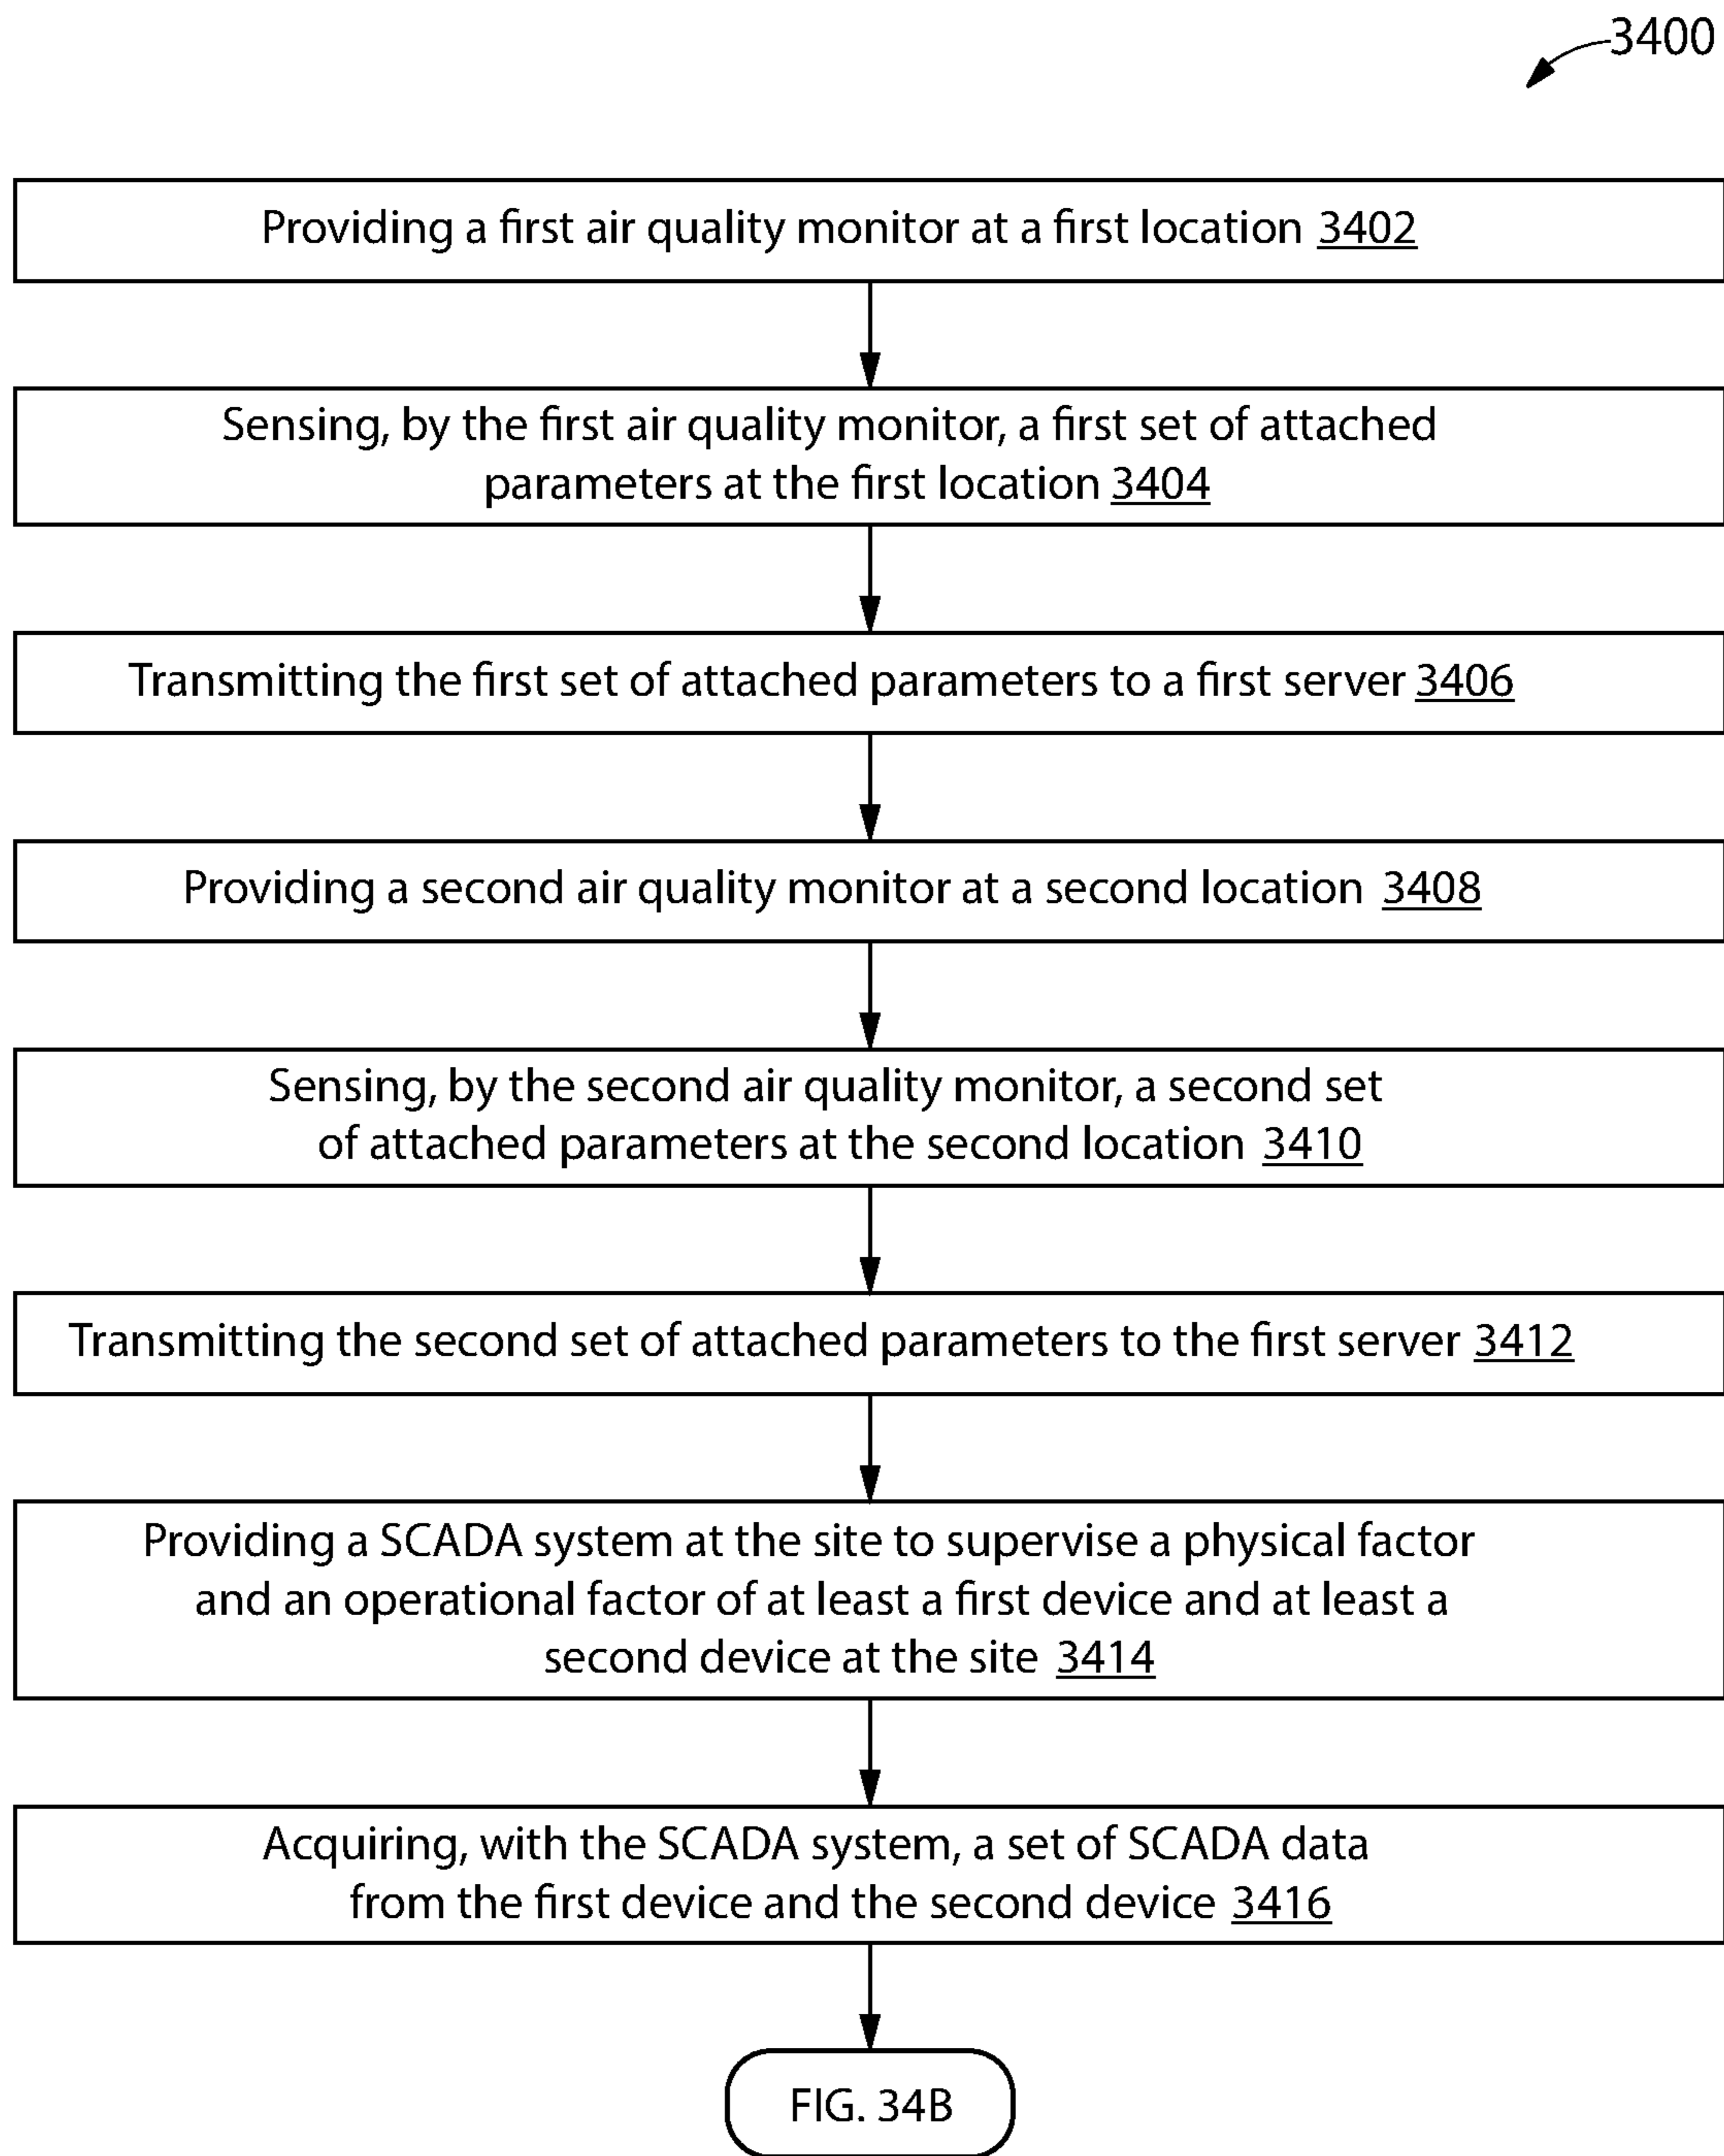 3400
Providing a first air quality monitor at a first location 3402
Sensing, by the first air quality monitor, a first set of attached
parameters at the first location 3404
Transmitting the first set of attached parameters to a first server 3406
Providing a second air quality monitor at a second location 3408
Sensing, by the second air quality monitor, a second set
of attached parameters at the second location 3410
Transmitting the second set of attached parameters to the first server 3412
Providing a SCADA system at the site to supervise a physical factor
and an operational factor of at least a first device and at least a
second device at the site 3414
Acquiring, with the SCADA system, a set of SCADA data
from the first device and the second device 3416
FIG. 34B